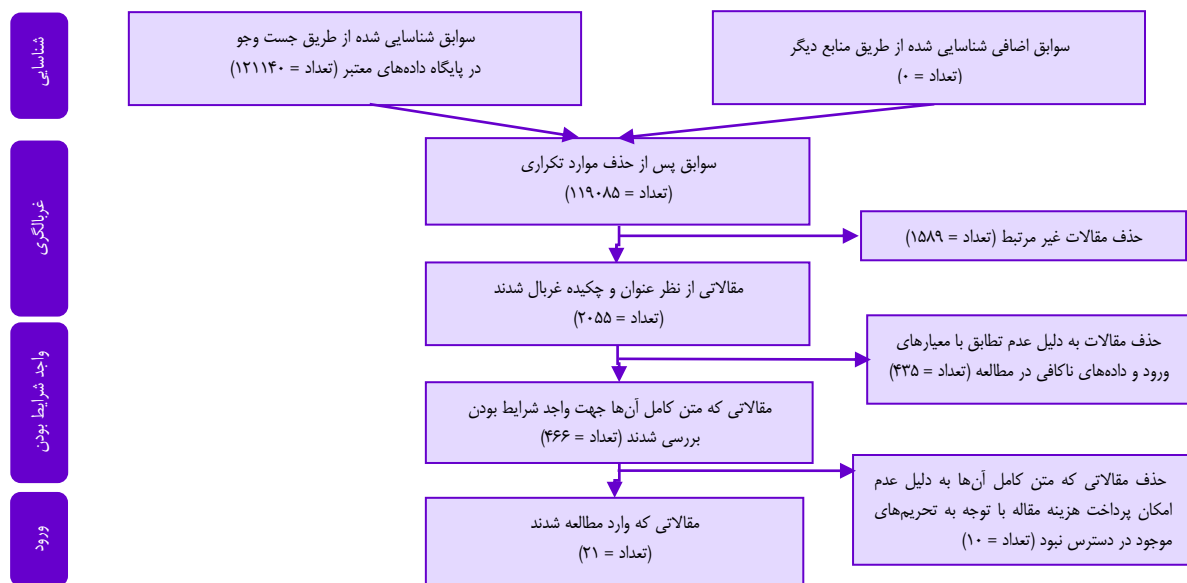 شناسایی
سوابق شناسایی شده از طریق جست وجو
در پایگاه داده‌های معتبر (تعداد = ۱۲۱۱۴۰)
سوابق اضافی شناسایی شده از طریق منابع دیگر
(تعداد = ۰)
غربالگری
سوابق پس از حذف موارد تکراری
(تعداد = ۱۱۹۰۸۵)
حذف مقالات غیر مرتبط (تعداد = ۱۵۸۹)
مقالاتی از نظر عنوان و چکیده غربال شدند
(تعداد = ۲۰۵۵)
واجد شرایط بودن
حذف مقالات به دلیل عدم تطابق با معیارهای
ورود و داده‌های ناکافی در مطالعه (تعداد = ۴۳۵)
مقالاتی که متن کامل آن‌ها جهت واجد شرایط بودن
بررسی شدند (تعداد = ۴۶۶)
حذف مقالاتی که متن کامل آن‌ها به دلیل عدم
امکان پرداخت هزینه مقاله با توجه به تحریم‌های
موجود در دسترس نبود (تعداد = ۱۰)
ورود
مقالاتی که وارد مطالعه شدند
(تعداد = ۲۱)